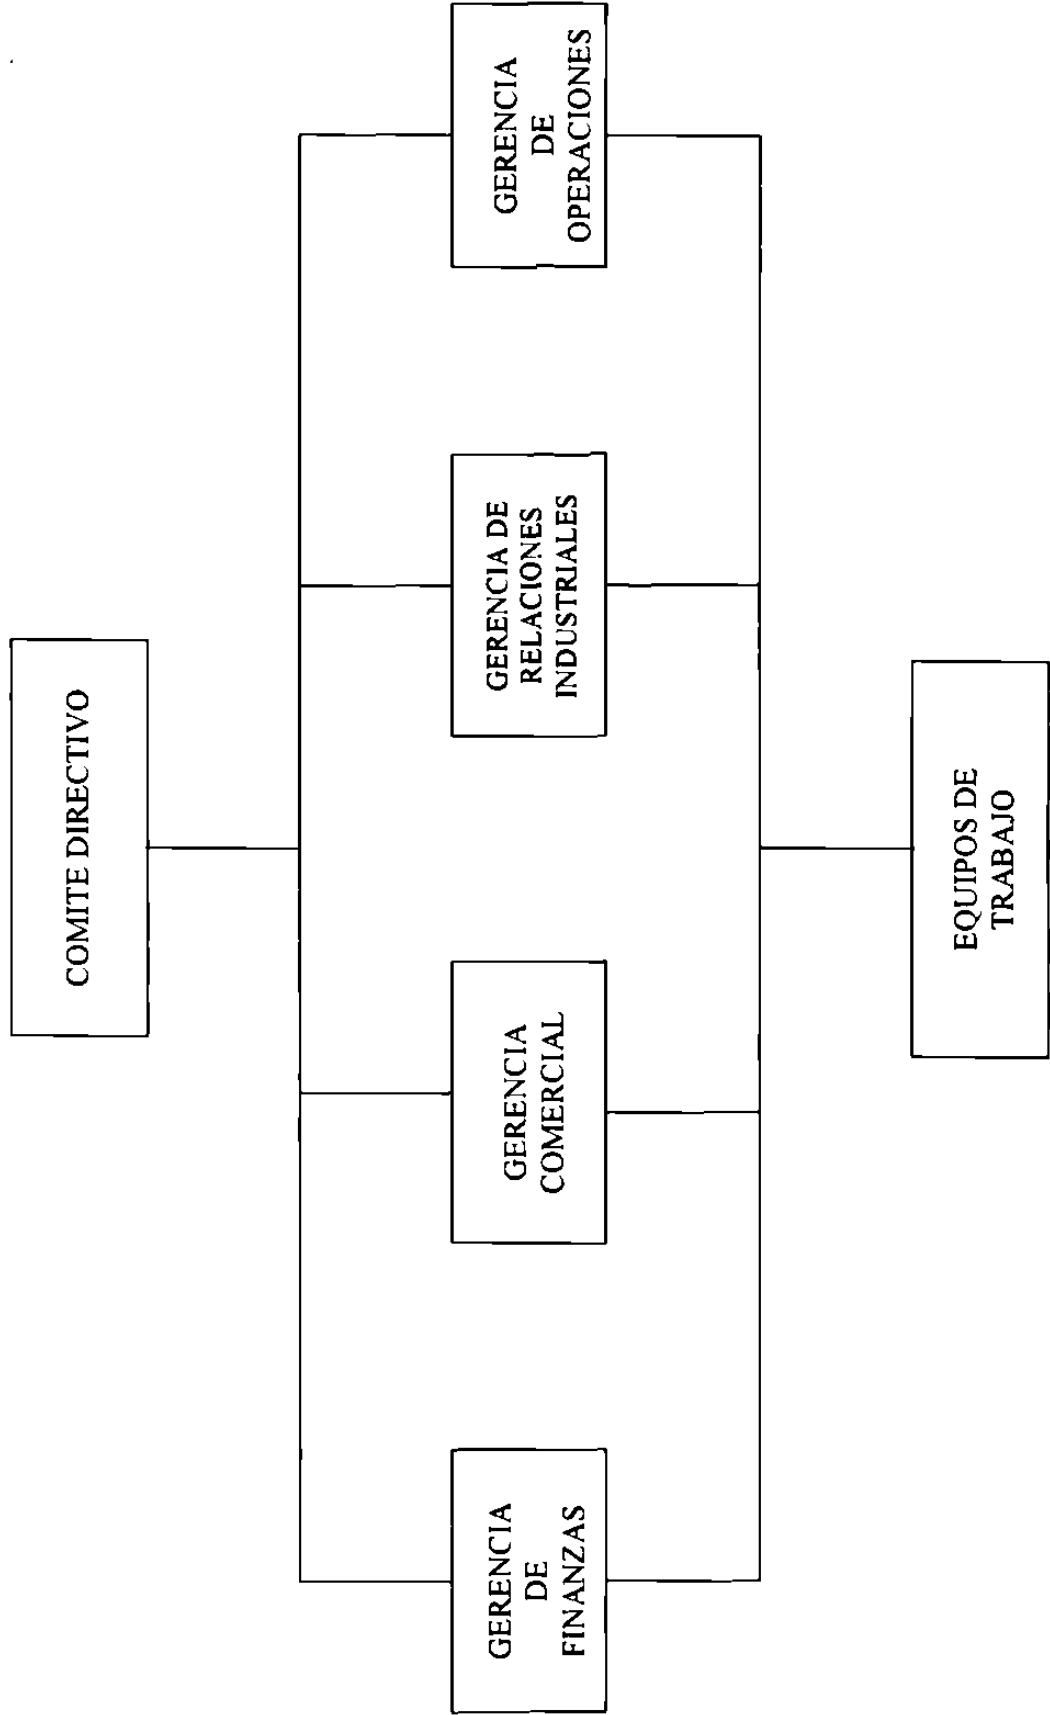 COMITE DIRECTIVO
GERENCIA
DE
FINANZAS
GERENCIA
COMERCIAL
GERENCIA DE
RELACIONES
INDUSTRIALES
GERENCIA
DE
OPERACIONES
EQUIPOS DE
TRABAJO